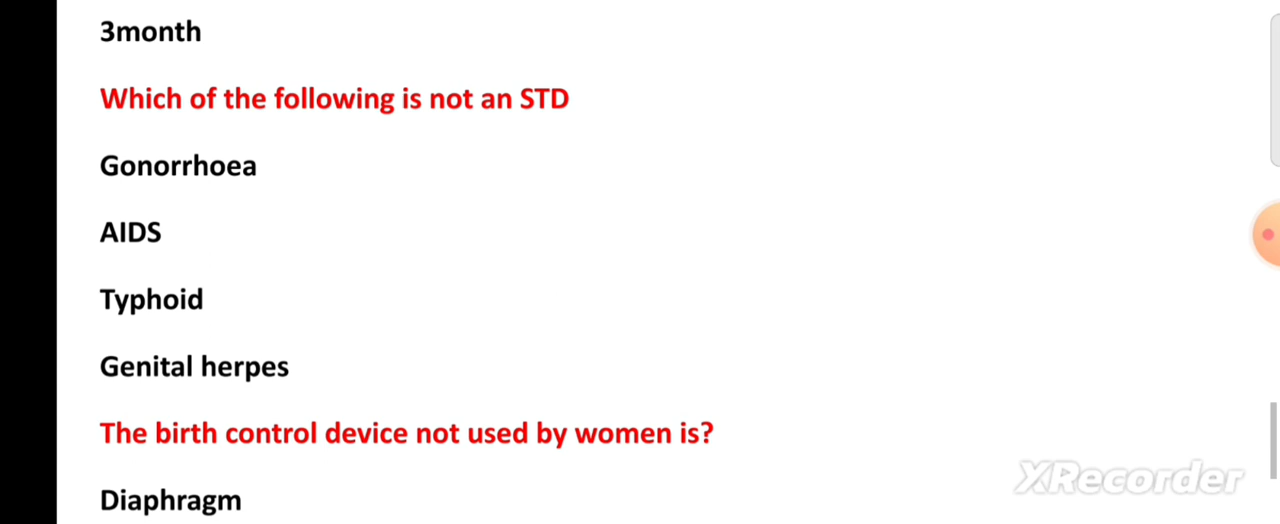 3month
Which of the following is not an STD
Gonorrhoea
AIDS
Typhoid
Genital herpes
The birth control device not used by women is?
Diaphragm
XRecorder